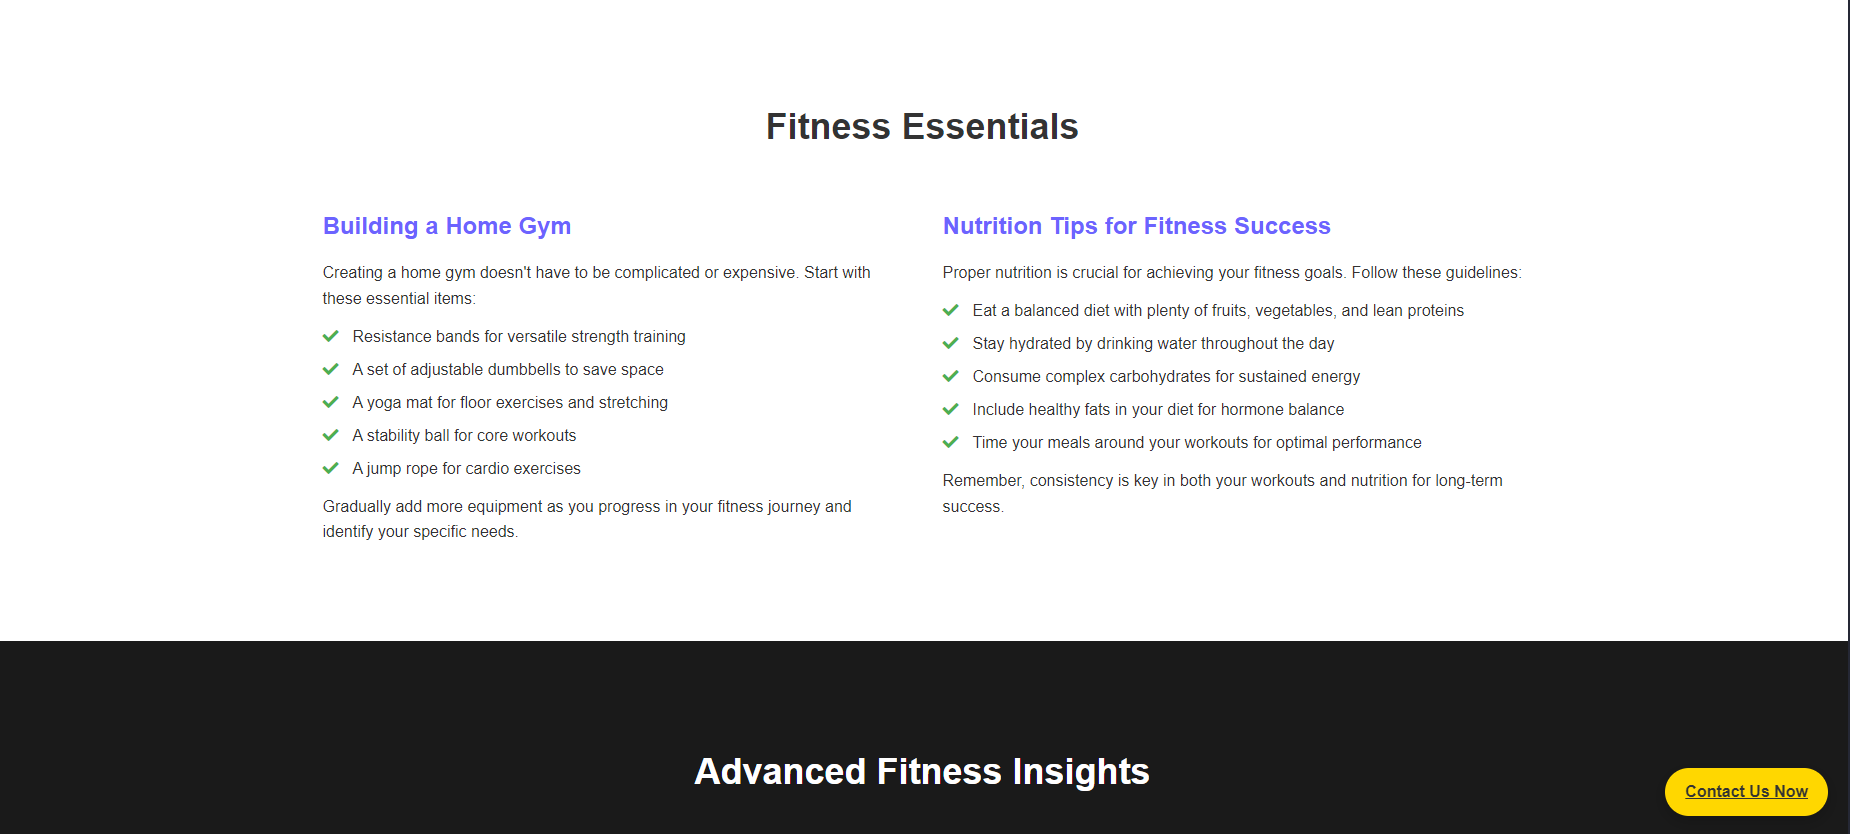 Fitness Essentials
Building a Home Gym
Creating a home gym doesn't have to be complicated or expensive. Start with
these essential items:
Resistance bands for versatile strength training
A set of adjustable dumbbells to save space
A yoga mat for floor exercises and stretching
A stability ball for core workouts
A jump rope for cardio exercises
Gradually add more equipment as you progress in your fitness journey and
identify your specific needs.
Nutrition Tips for Fitness Success
Proper nutrition is crucial for achieving your fitness goals. Follow these guidelines:
Eat a balanced diet with plenty of fruits, vegetables, and lean proteins
Stay hydrated by drinking water throughout the day
Consume complex carbohydrates for sustained energy
Include healthy fats in your diet for hormone balance
Time your meals around your workouts for optimal performance
Remember, consistency is key in both your workouts and nutrition for long-term
success.
Advanced Fitness Insights
Contact Us Now